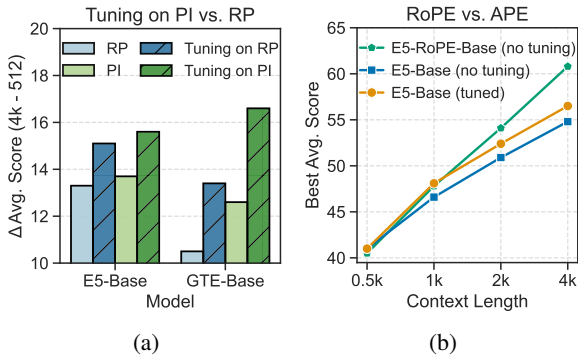 Tuning on PI vs. RP
Δ Avg. Score (4k - 512)
20
18
16
14
12
10
RP
Tuning on RP
PI
Tuning on PI
E5-Base
GTE-Base
Model
(a)
RoPE vs. APE
Best Avg. Score
65
60
55
50
45
40
E5-RoPE-Base (no tuning)
E5-Base (no tuning)
E5-Base (tuned)
0.5k
1k
2k
4k
Context Length
(b)